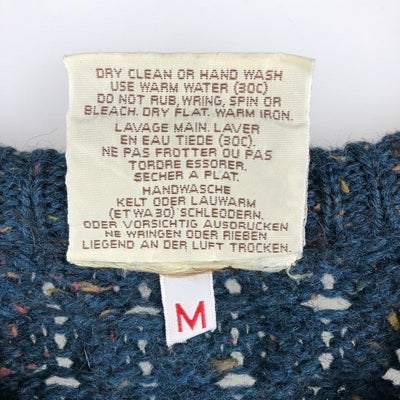 DRY CLEAN OR HAND WASH
USE WARM WATER (30C)
DO NOT RUB, WRING, SPIN OR
BLEACH. DRY FLAT. WARM IRON.
LAVAGE MAIN. LAVER
EN EAU TIEDE (30C).
NE PAS FROTTER OU PAS
TORDRE ESSORER.
SECHER A PLAT.
HANDWASCHE
KELT ODER LAUWARM
(ETWA 30) SCHLEODERN.
ODER VORSICHTIG AUSDRUCKEN
NE WRINGEN ODER RIEBEN
LIEGEND AN DER LUFT TROCKEN.
M